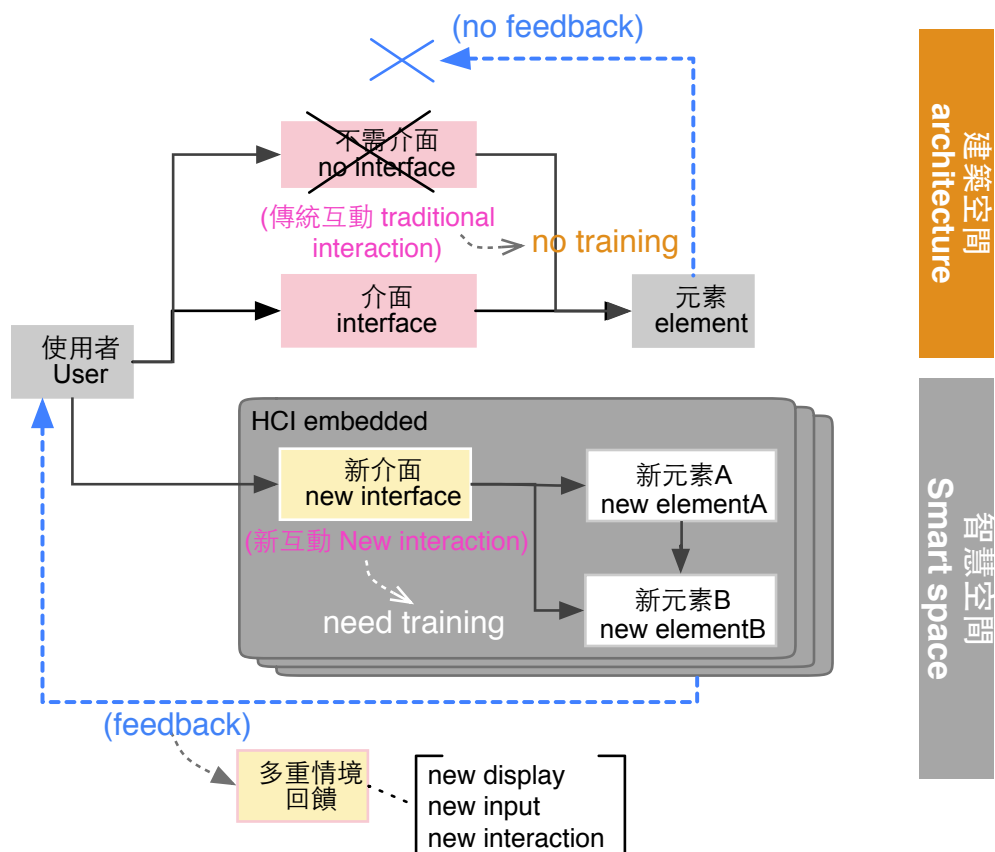 (no feedback)
不需介面
no interface
(傳統互動 traditional
interaction)
no training
介面
interface
元素
element
使用者
User
建築空間
architecture
HCI embedded
新介面
new interface
(新互動 New interaction)
need training
新元素A
new elementA
新元素B
new elementB
智慧空間
Smart space
(feedback)
多重情境
回饋
new display
new input
new interaction